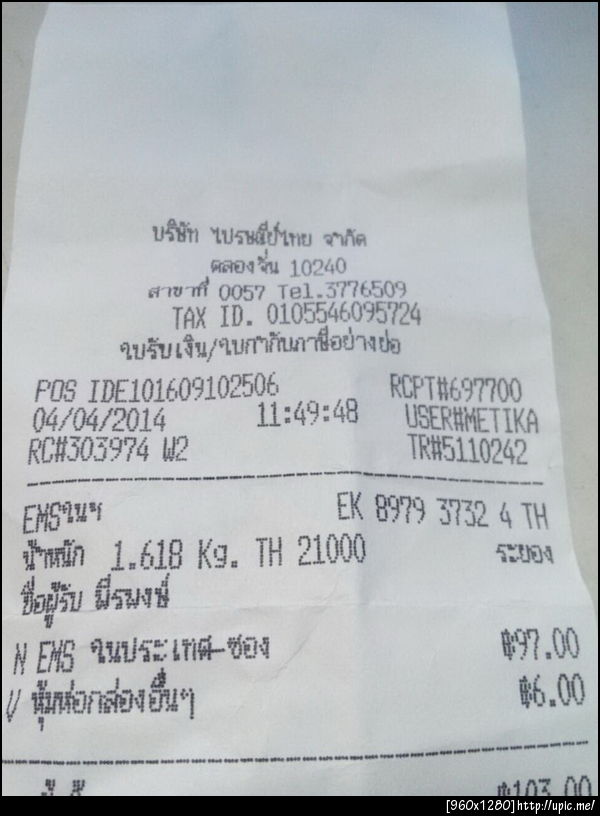 บริษัท ไปรษณีย์ไทย จำกัด
คลองจั่น 10240
สาขาที่ 0057 Tel.3776509
TAX ID. 0105546095724
ใบรับเงิน/ใบกำกับภาษีอย่างย่อ
POS IDE101609102506 RCPT#697700
04/04/2014 11:49:48 USER#METIKA
RC#303974 W2 TR#5110242
EMSในฯ EK 8979 3732 4 TH
น้ำหนัก 1.618 Kg. TH 21000 ระยอง
ชื่อผู้รับ พีรพงษ์
N EMS ในประเทศ-ซอง ฿97.00
V หุ้มห่อกล่องอื่นๆ ฿6.00
฿103.00
[960x1280]http://upic.me/